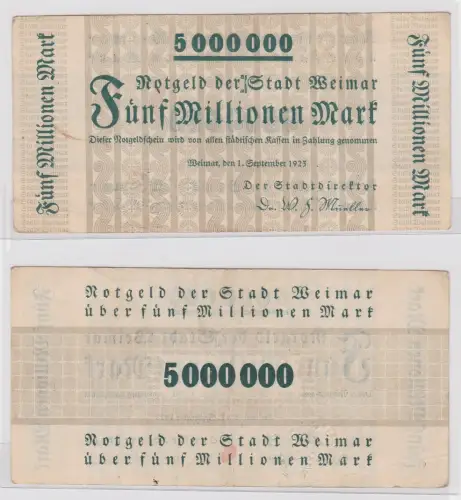 5000000
Notgeld der Stadt Weimar
Fünf Millionen Mark
Dieser Notgeldschein wird von allen städtischen Kassen in Zahlung genommen
Weimar, den 1. September 1923
Der Stadtdirektor
Dr. W. F. Mueller
Fünf Millionen Mark
Fünf Millionen Mark
Notgeld der Stadt Weimar
über fünf Millionen Mark
5000000
Notgeld der Stadt Weimar
über fünf Millionen Mark